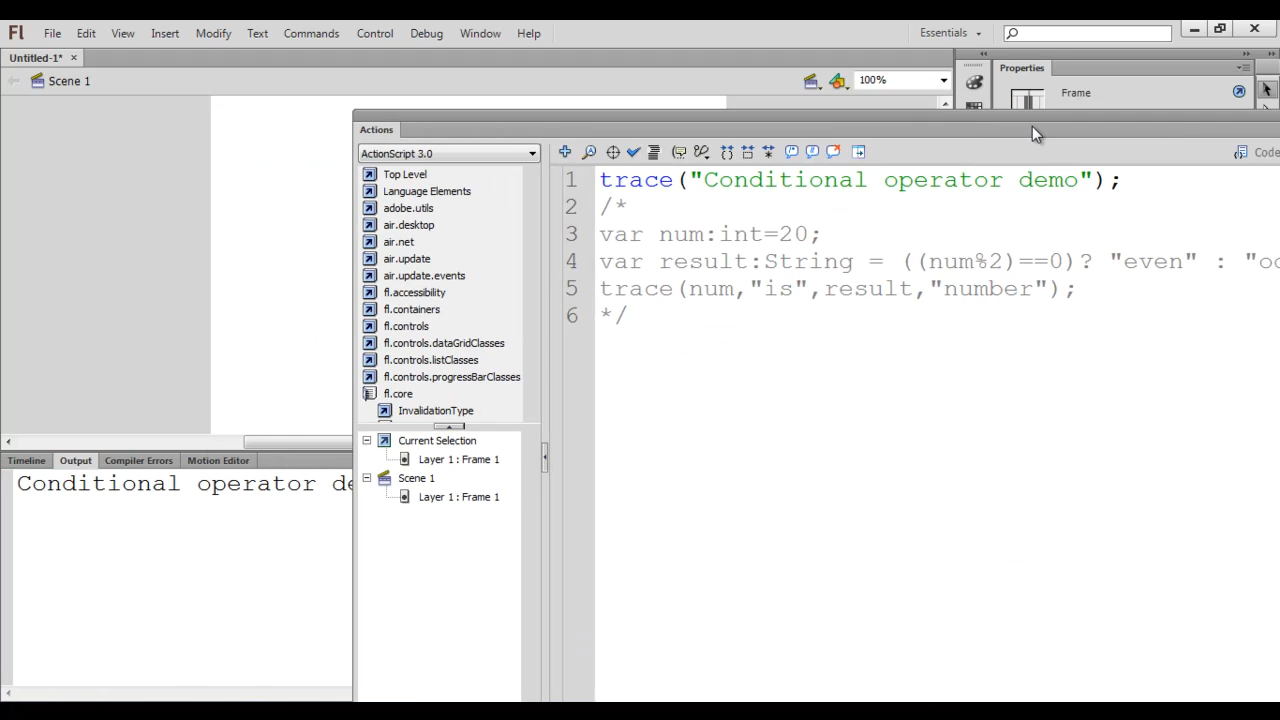 Fl File Edit View Insert Modify Text Commands Control Debug Window Help Essentials
Untitled-1*
Scene 1 100%
Properties
Frame
Actions
ActionScript 3.0
Code
Top Level
Language Elements
adobe.utils
air.desktop
air.net
air.update
air.update.events
fl.accessibility
fl.containers
fl.controls
fl.controls.dataGridClasses
fl.controls.listClasses
fl.controls.progressBarClasses
fl.core
InvalidationType
Current Selection
Layer 1 : Frame 1
Scene 1
Layer 1 : Frame 1
1 trace("Conditional operator demo");
2 /*
3 var num:int=20;
4 var result:String = ((num%2)==0)? "even" : "oc
5 trace(num,"is",result,"number");
6 */
Timeline Output Compiler Errors Motion Editor
Conditional operator de